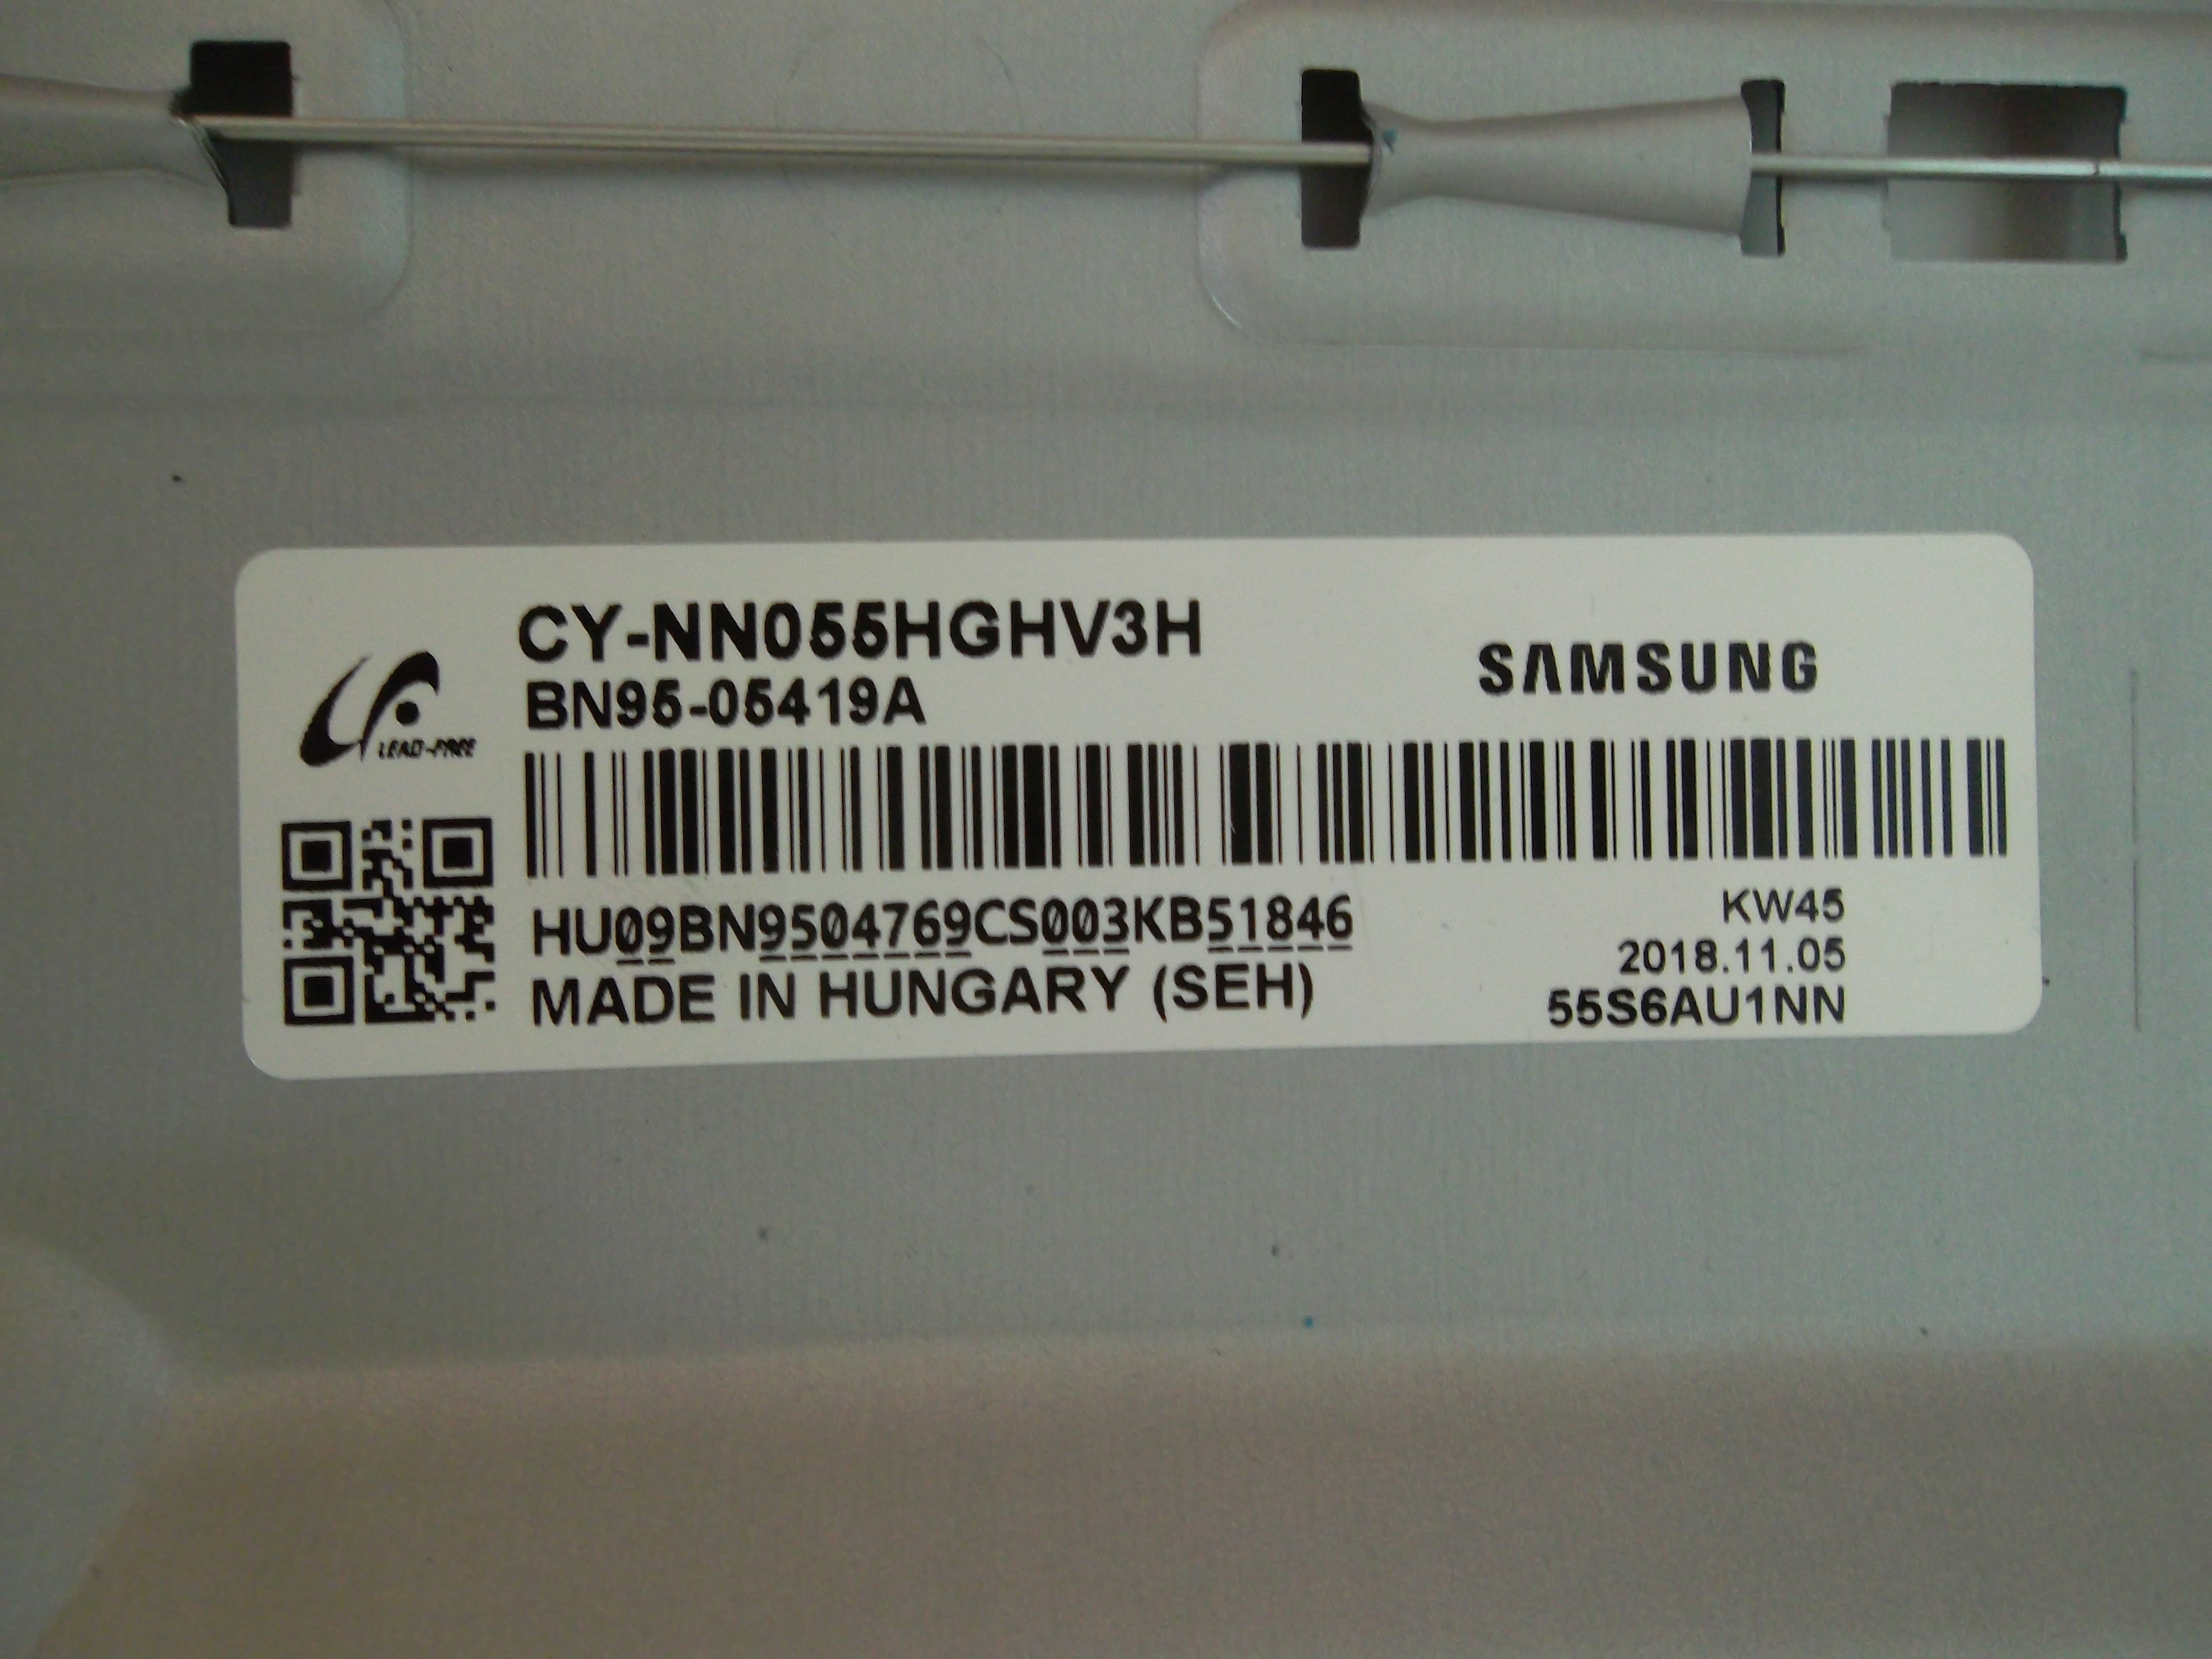 CY-NN055HGHV3H
BN95-05419A
SAMSUNG
LEAD-FREE
HU09BN9504769CS003KB51846
MADE IN HUNGARY (SEH)
KW45
2018.11.05
55S6AU1NN